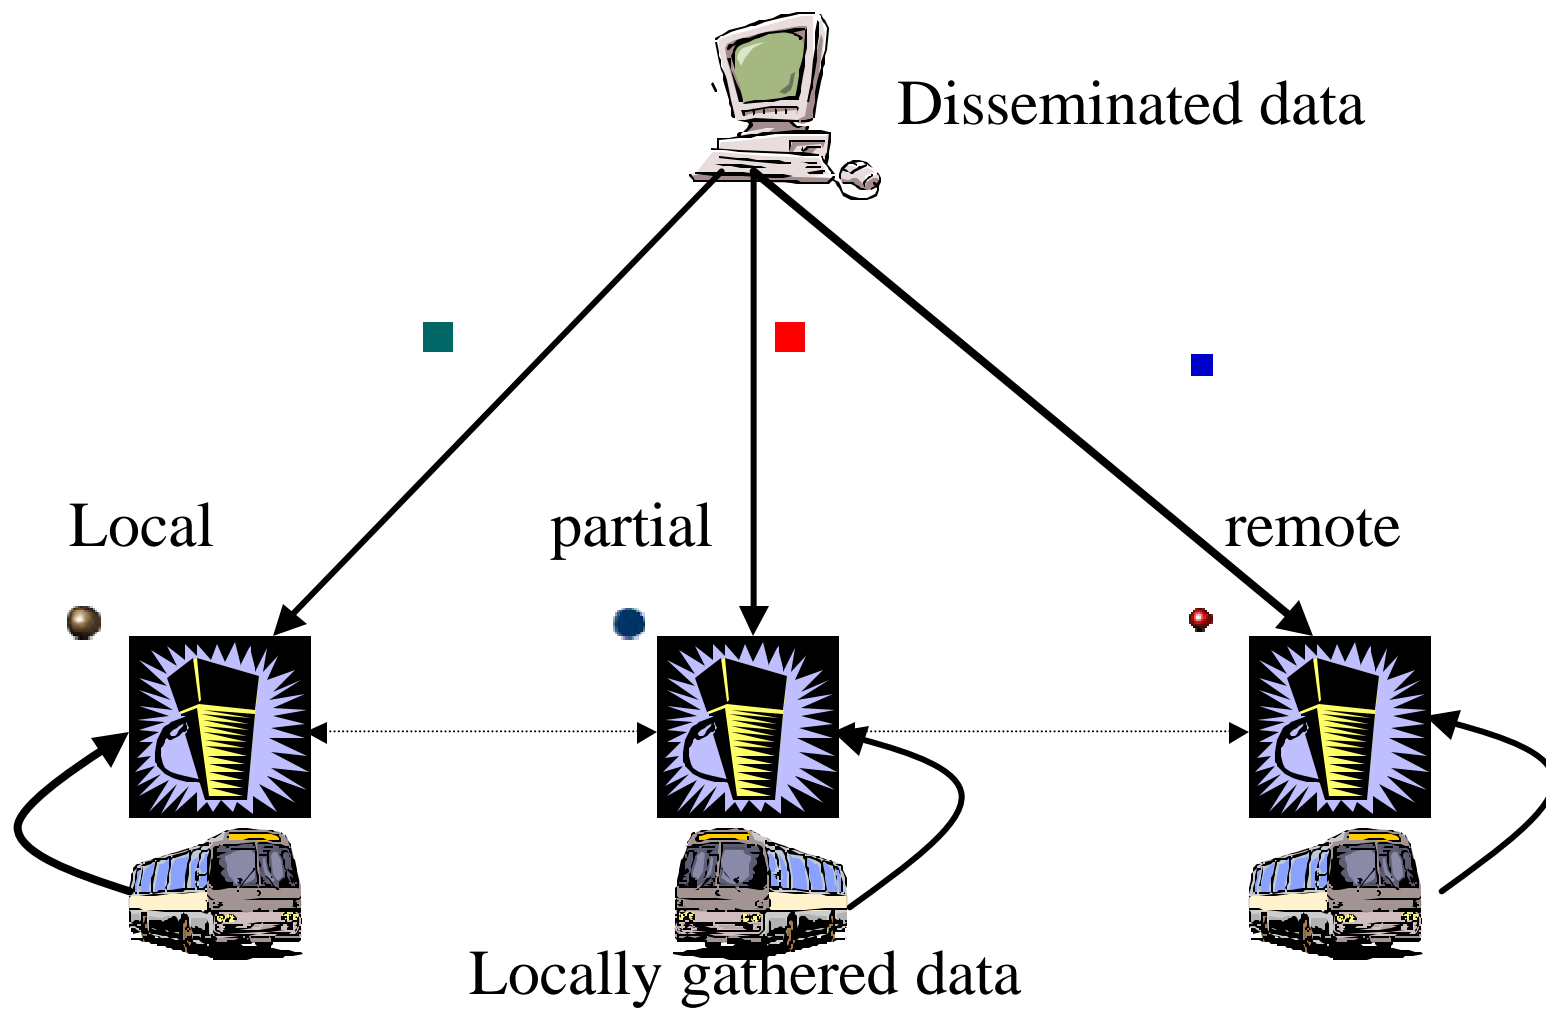 Disseminated data
Local
partial
remote
Locally gathered data